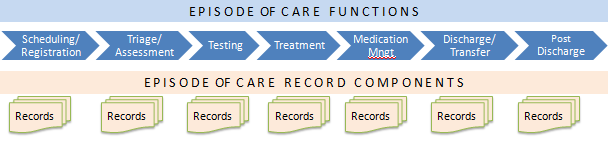 EPISODE OF CARE FUNCTIONS
Scheduling/
Registration
Triage/
Assessment
Testing
Treatment
Medication
Mngt
Discharge/
Transfer
Post
Discharge
EPISODE OF CARE RECORD COMPONENTS
Records
Records
Records
Records
Records
Records
Records